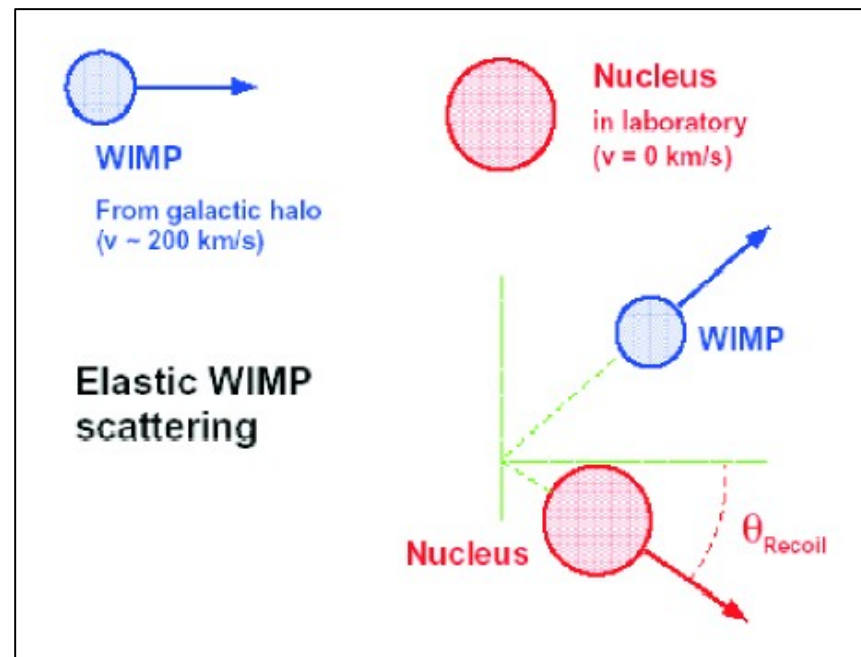 WIMP
From galactic halo
(v ~ 200 km/s)
Nucleus
in laboratory
(v = 0 km/s)
Elastic WIMP
scattering
WIMP
Nucleus
θRecoil